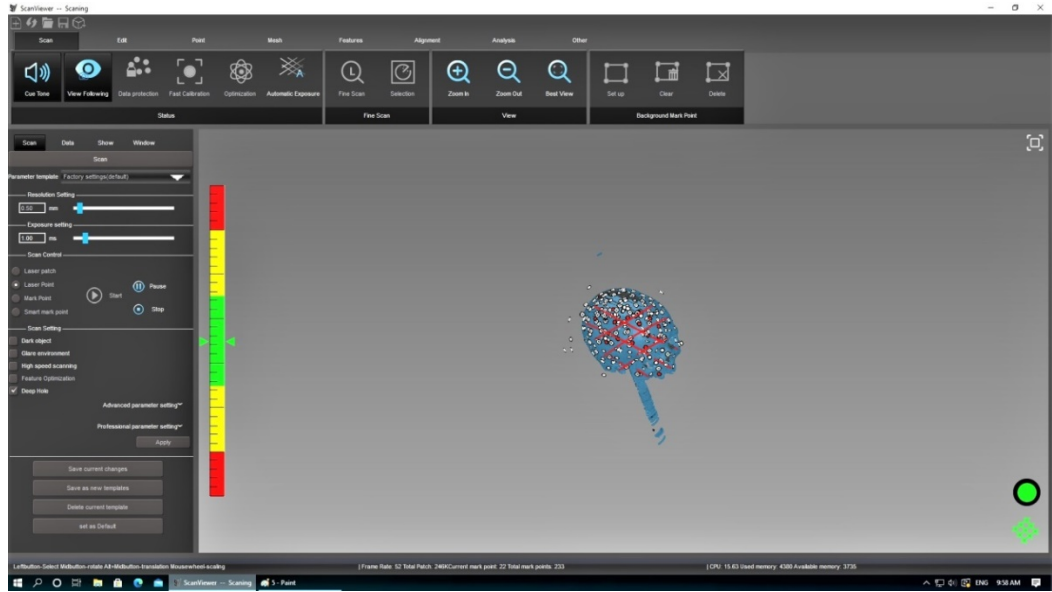 ScanViewer -- Scaning
Scan Edit Point Mesh Features Alignment Analysis Other
Cue Tone View Following Data protection Fast Calibration Optimization Automatic Exposure Fine Scan Selection Zoom In Zoom Out Best View Set up Clear Delete
Status Fine Scan View Background Mark Point
Scan Data Show Window
Scan
Parameter template Factory settings(default)
Resolution Setting
0.50 mm
Exposure setting
1.00 ms
Scan Control
Laser patch
Laser Point
Mark Point
Smart mark point
Start
Pause
Stop
Scan Setting
Dark object
Glare environment
High speed scanning
Feature Optimization
Deep Hole
Advanced parameter setting
Professional parameter setting
Apply
Save current changes
Save as new templates
Delete current template
set as Default
Leftbutton-Select Midbutton-rotate Alt+Midbutton-translation Mousewheel-scaling |Frame Rate: 52 Total Patch: 246KCurrent mark point: 22 Total mark points: 233 |CPU: 15.63 Used memory: 4380 Available memory: 3735
ScanViewer -- Scaning 5 - Paint ENG 9:58 AM